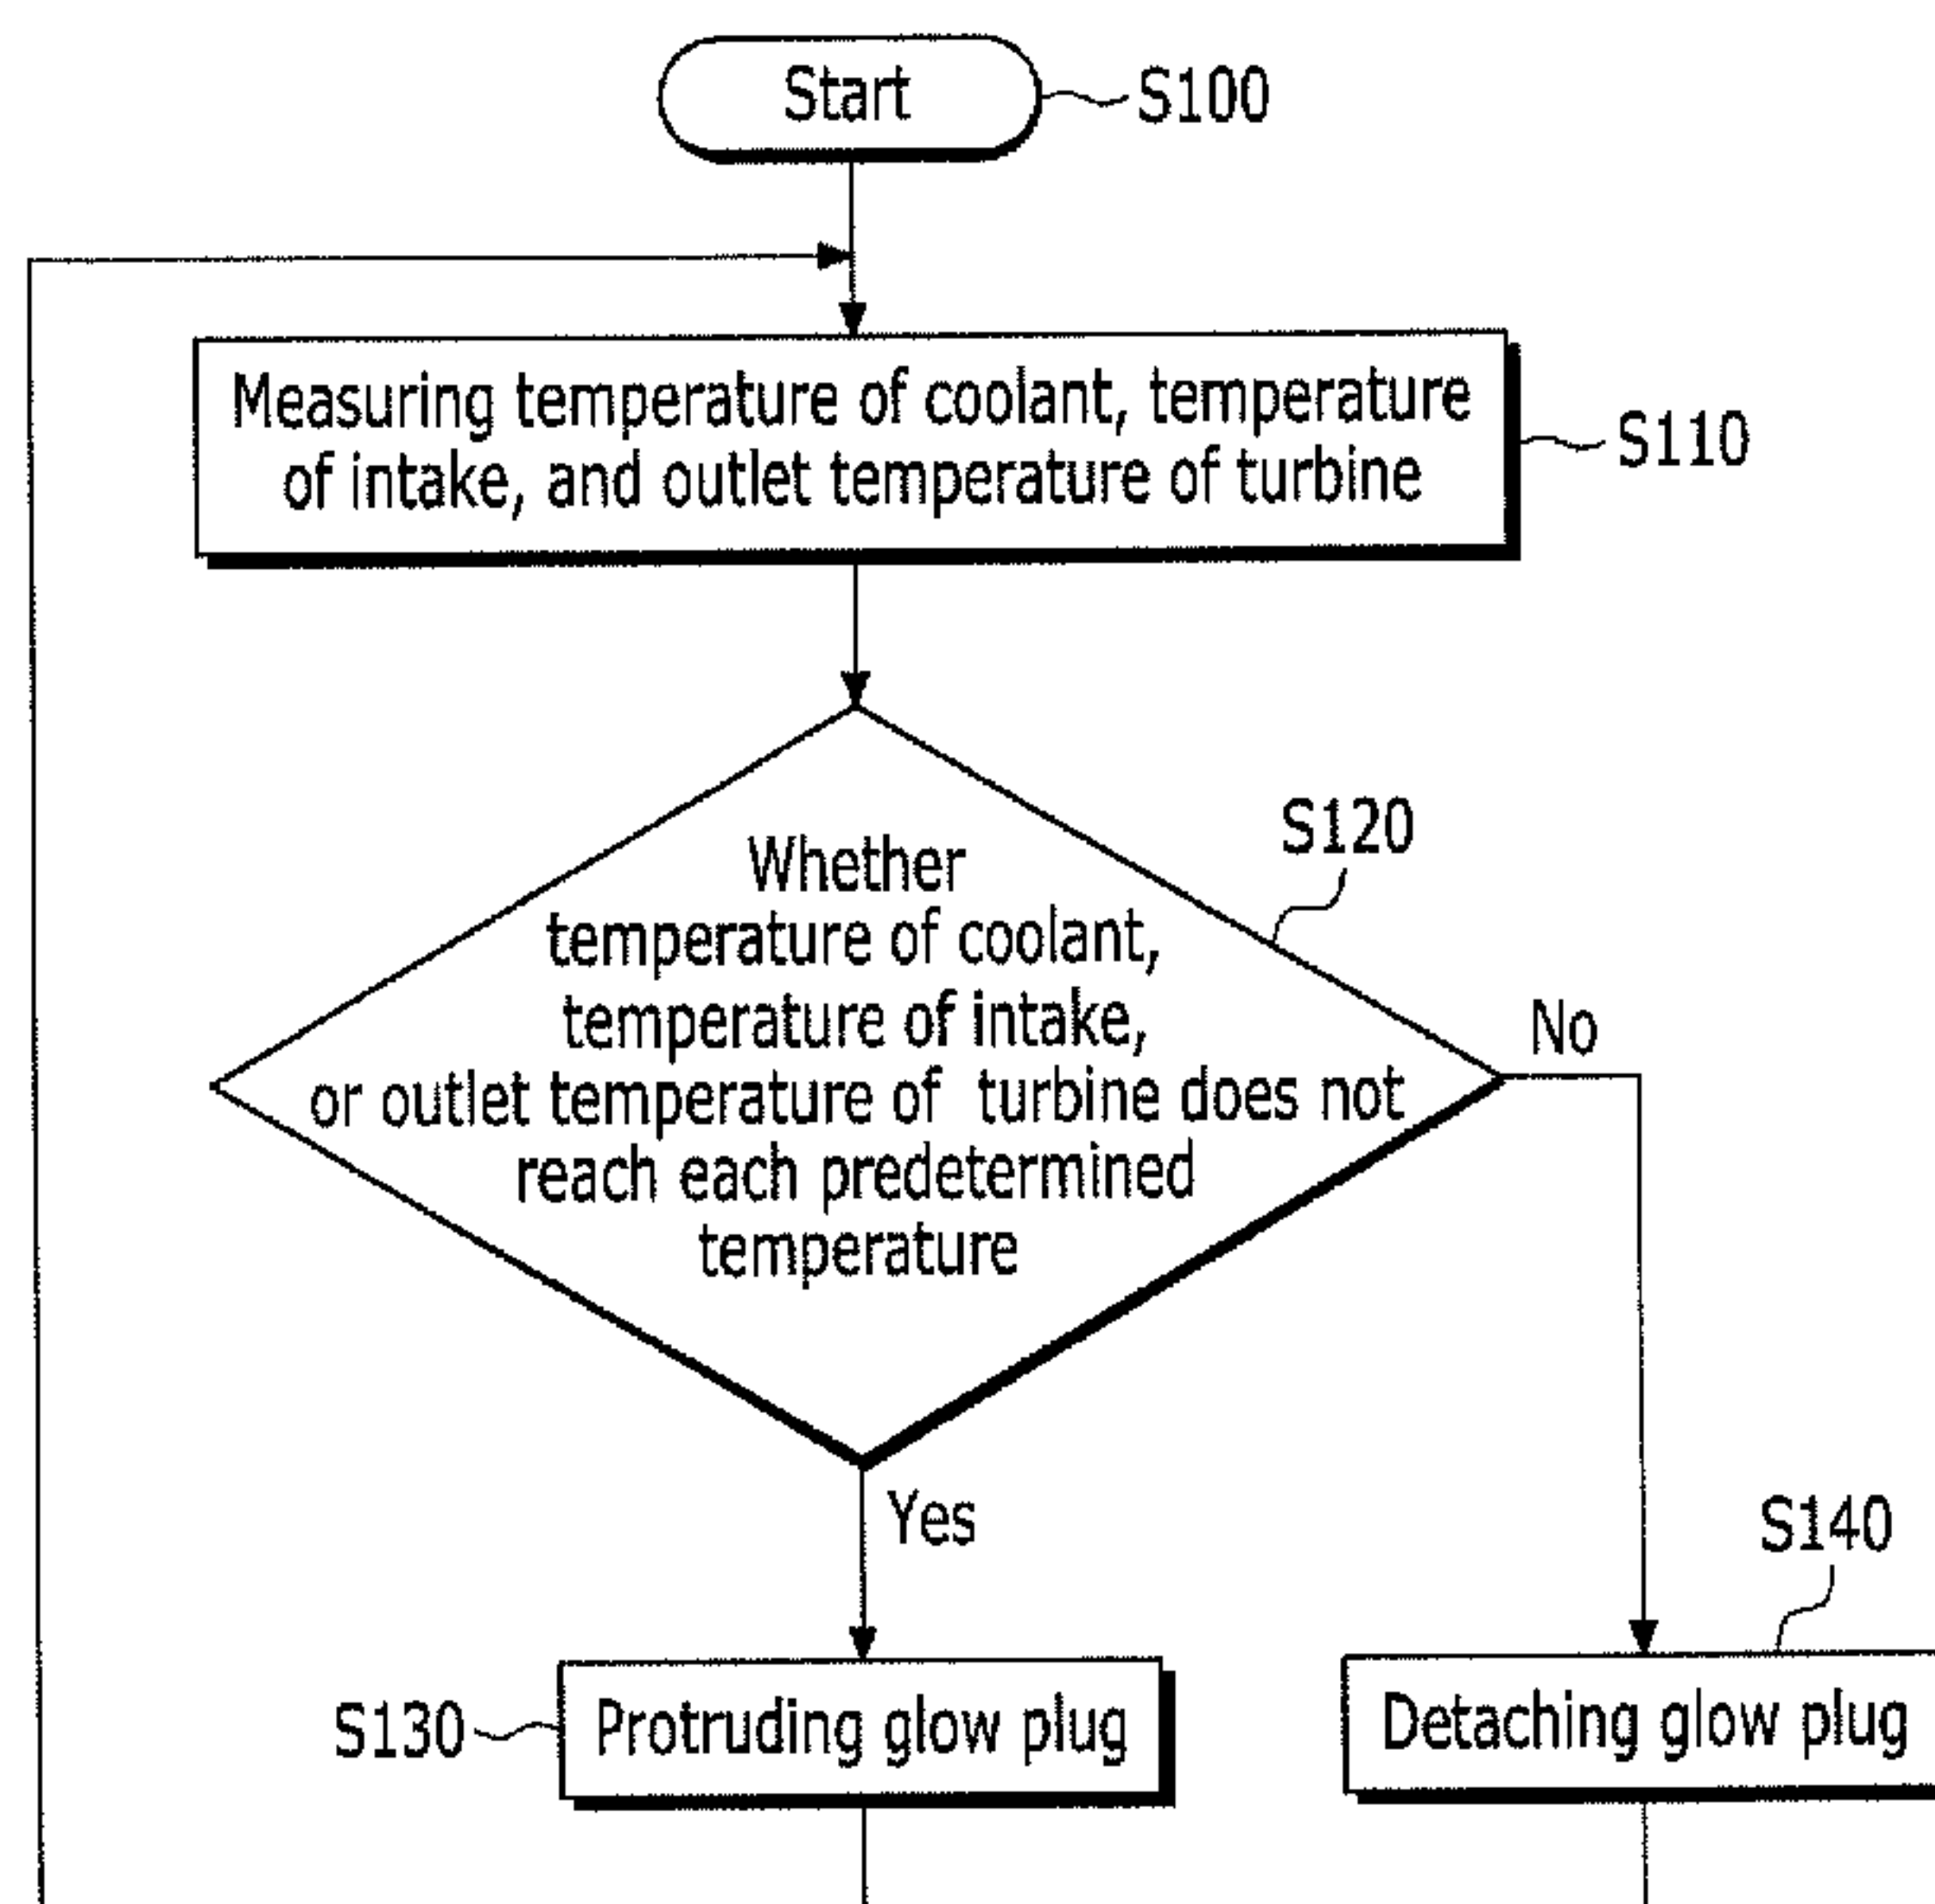 Start
S100
Measuring temperature of coolant, temperature
of intake, and outlet temperature of turbine
S110
S120
Whether
temperature of coolant,
temperature of intake,
or outlet temperature of turbine does not
reach each predetermined
temperature
No
Yes
S140
S130
Protruding glow plug
Detaching glow plug